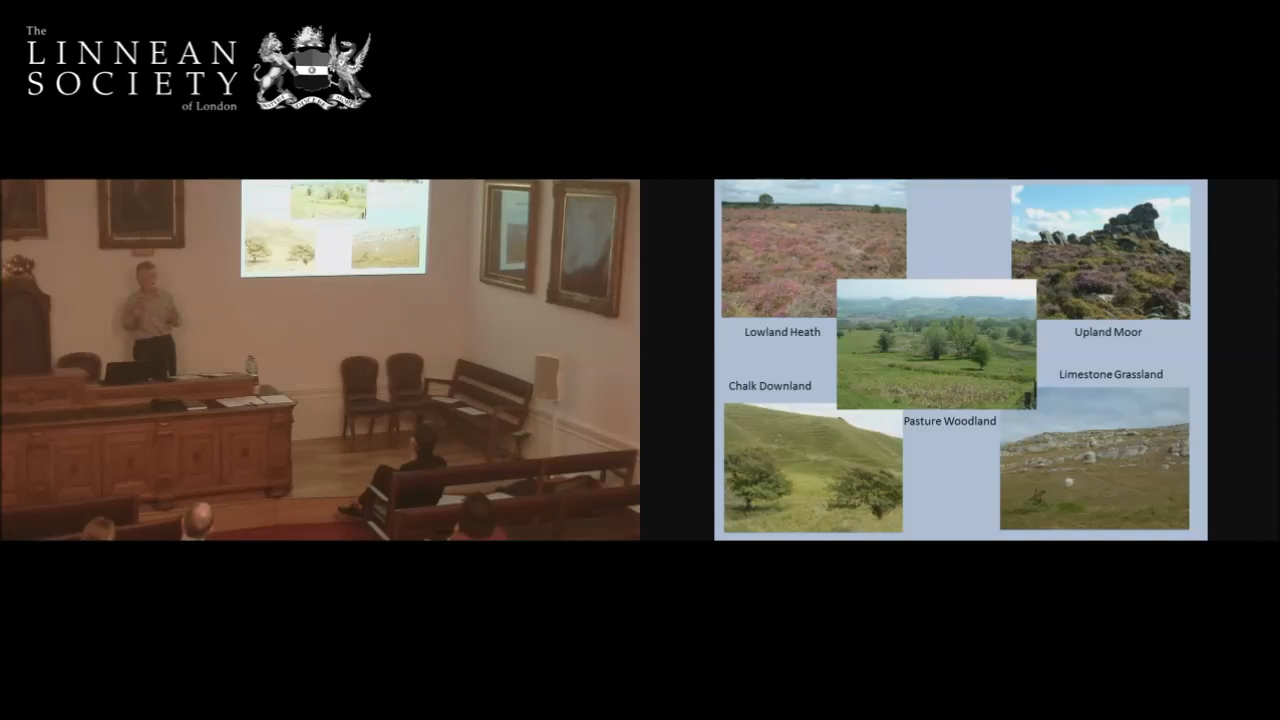 The
LINNEAN
SOCIETY
of London
Lowland Heath
Upland Moor
Limestone Grassland
Chalk Downland
Pasture Woodland